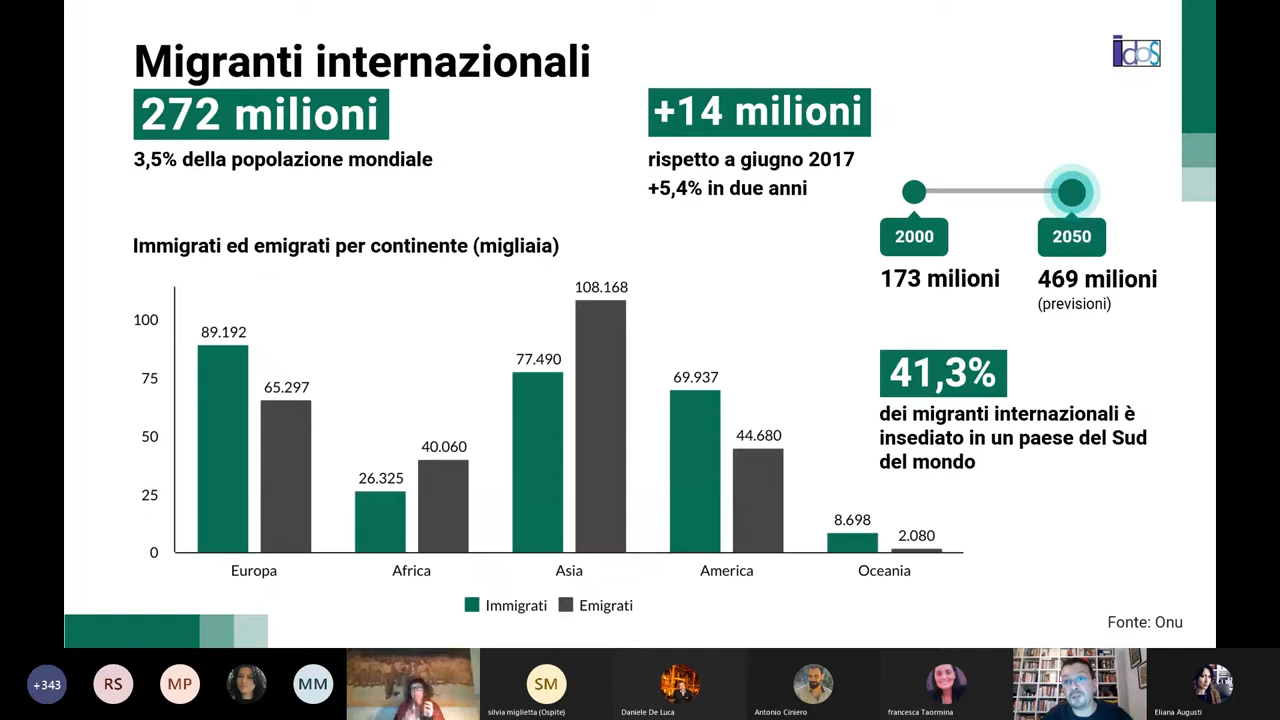 Migranti internazionali
272 milioni
3,5% della popolazione mondiale
+14 milioni
rispetto a giugno 2017
+5,4% in due anni
idos
2000
2050
173 milioni
469 milioni
(previsioni)
41,3%
dei migranti internazionali è
insediato in un paese del Sud
del mondo
Immigrati ed emigrati per continente (migliaia)
100
75
50
25
0
89.192
65.297
26.325
40.060
77.490
108.168
69.937
44.680
8.698
2.080
Europa
Africa
Asia
America
Oceania
Immigrati
Emigrati
Fonte: Onu
+343
RS
MP
MM
SM
silvia miglietta (Ospite)
Daniele De Luca
Antonio Ciniero
francesca Taormina
Eliana Augusti